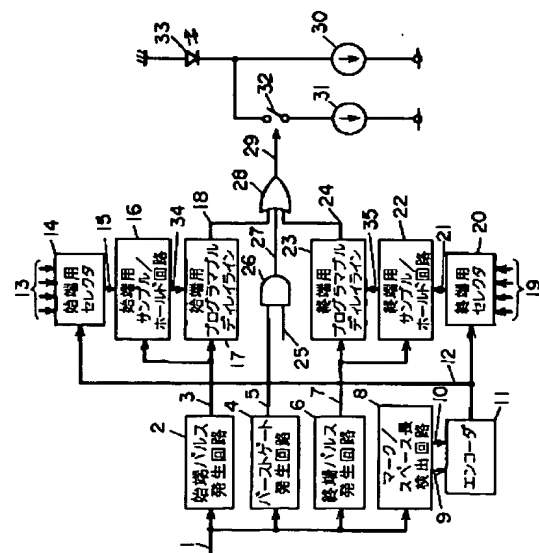 1
2
始端パルス
発生回路
3
4
バーストゲート
発生回路
5
6
終端パルス
発生回路
7
8
マーク/
スペース長
検出回路
9
10
11
エンコーダ
12
13
14
始端用
セレクタ
15
16
始端用
サンプル/
ホールド回路
34
17
始端用
プログラマブル
ディレイライン
18
25
26
27
28
29
23
終端用
プログラマブル
ディレイライン
24
35
22
終端用
サンプル/
ホールド回路
21
20
終端用
セレクタ
19
33
32
31
30